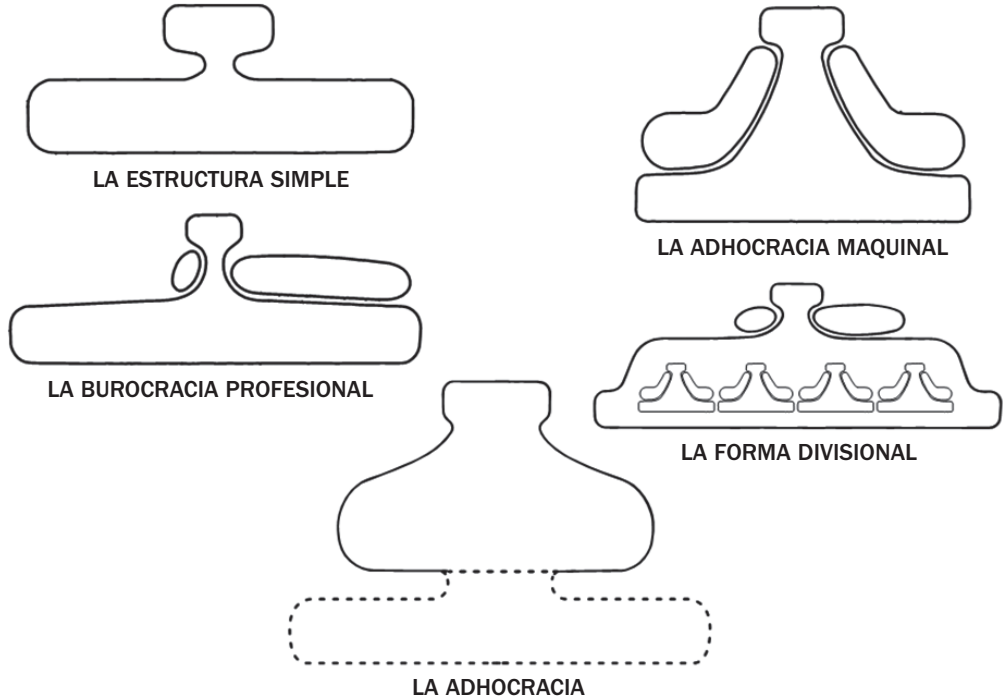 LA ESTRUCTURA SIMPLE
LA ADHOCRACIA MAQUINAL
LA BUROCRACIA PROFESIONAL
LA FORMA DIVISIONAL
LA ADHOCRACIA